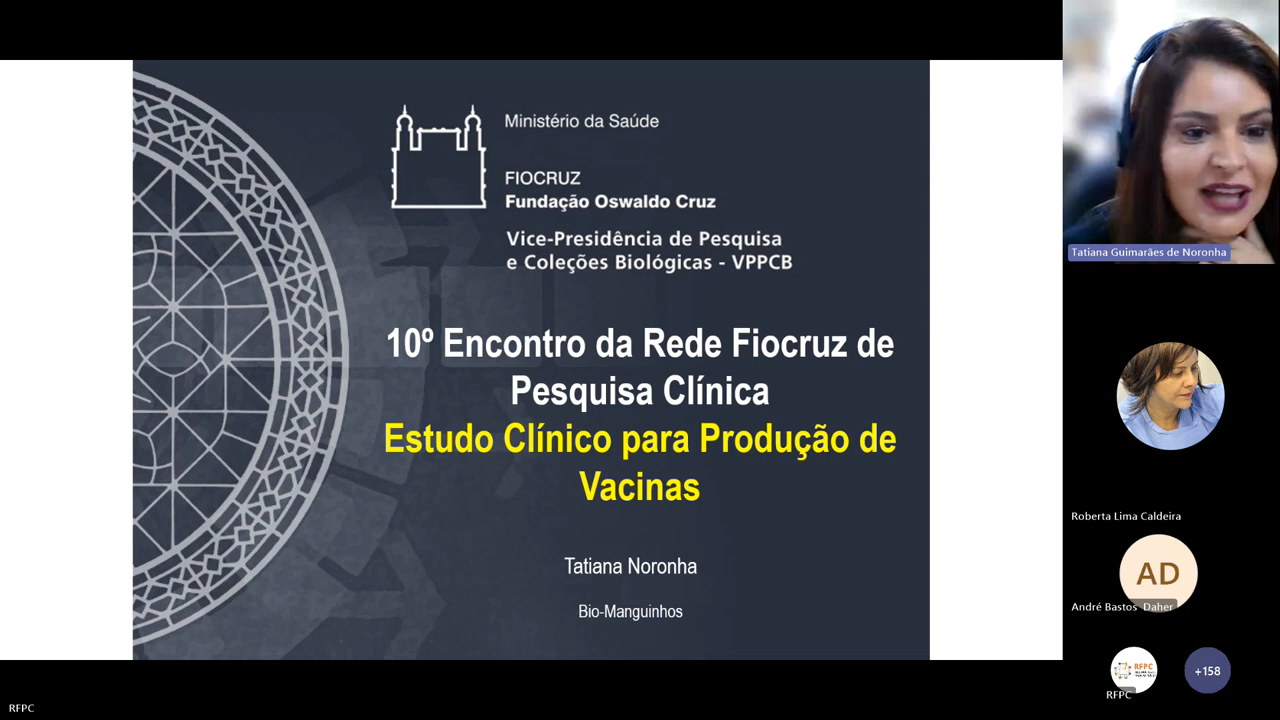 Ministério da Saúde
FIOCRUZ
Fundação Oswaldo Cruz
Vice-Presidência de Pesquisa
e Coleções Biológicas - VPPCB
10º Encontro da Rede Fiocruz de
Pesquisa Clínica
Estudo Clínico para Produção de
Vacinas
Tatiana Noronha
Bio-Manguinhos
Tatiana Guimarães de Noronha
Roberta Lima Caldeira
AD
André Bastos Daher
RFPC
+158
RFPC
RFPC